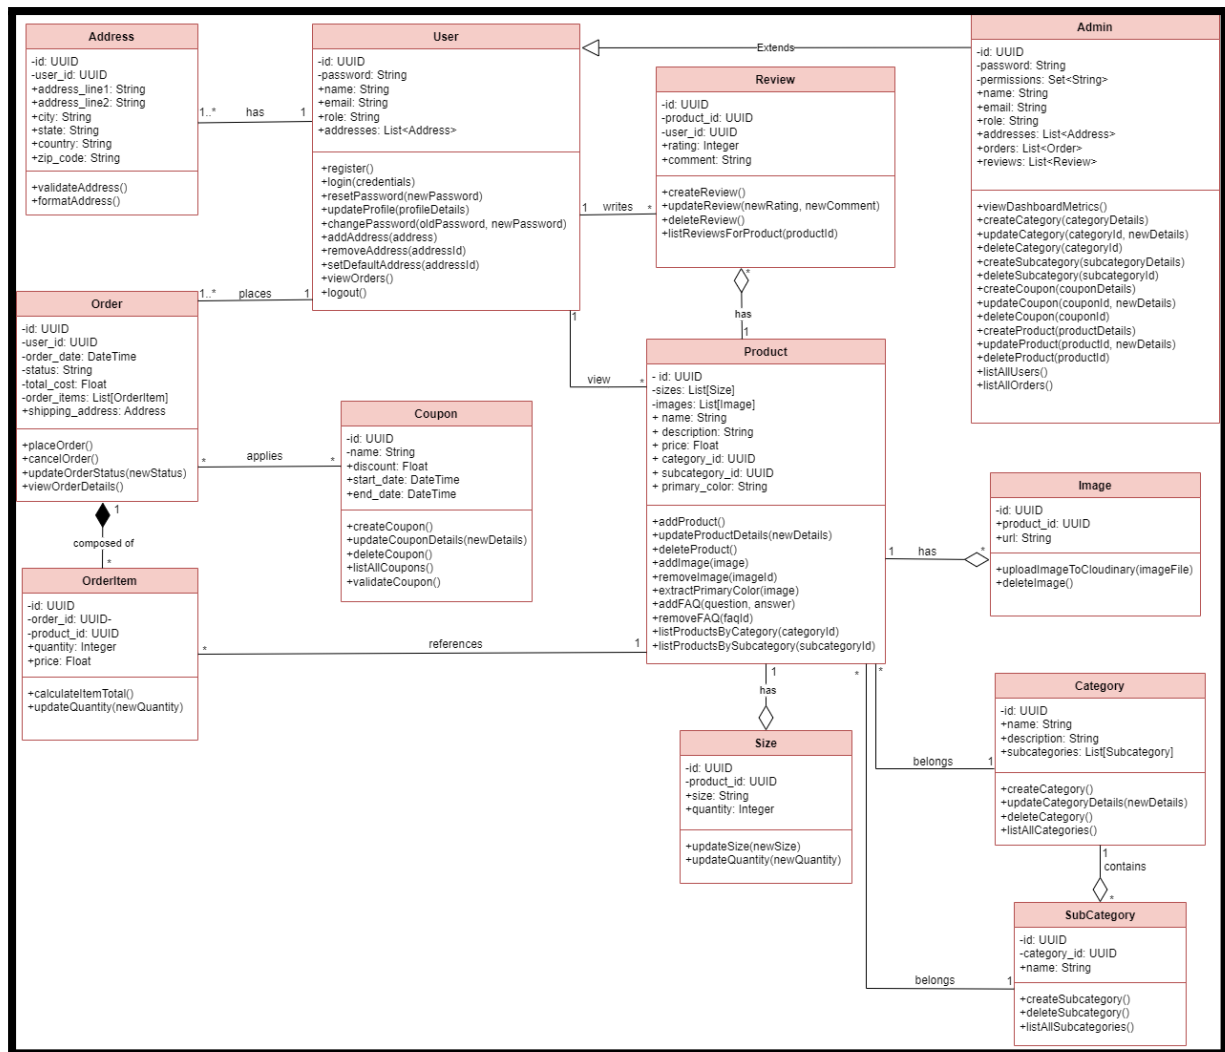 Address
-id: UUID
-user_id: UUID
+address_line1: String
+address_line2: String
+city: String
+state: String
+country: String
+zip_code: String
+validateAddress()
+formatAddress()
1..*
has
1
User
-id: UUID
-password: String
+name: String
+email: String
+role: String
+addresses: List<Address>
+register()
+login(credentials)
+resetPassword(newPassword)
+updateProfile(profileDetails)
+changePassword(oldPassword, newPassword)
+addAddress(address)
+removeAddress(addressId)
+setDefaultAddress(addressId)
+viewOrders()
+logout()
Extends
Admin
-id: UUID
-password: String
-permissions: Set<String>
+name: String
+email: String
+role: String
+addresses: List<Address>
+orders: List<Order>
+reviews: List<Review>
+viewDashboardMetrics()
+createCategory(categoryDetails)
+updateCategory(categoryId, newDetails)
+deleteCategory(categoryId)
+createSubcategory(subcategoryDetails)
+deleteSubcategory(subcategoryId)
+createCoupon(couponDetails)
+updateCoupon(couponId, newDetails)
+deleteCoupon(couponId)
+createProduct(productDetails)
+updateProduct(productId, newDetails)
+deleteProduct(productId)
+listAllUsers()
+listAllOrders()
Review
-id: UUID
-product_id: UUID
-user_id: UUID
+rating: Integer
+comment: String
+createReview()
+updateReview(newRating, newComment)
+deleteReview()
+listReviewsForProduct(productId)
1
writes
*
*
has
1
1..*
places
1
1
view
*
Order
-id: UUID
-user_id: UUID
-order_date: DateTime
-status: String
-total_cost: Float
-order_items: List[OrderItem]
+shipping_address: Address
+placeOrder()
+cancelOrder()
+updateOrderStatus(newStatus)
+viewOrderDetails()
*
applies
*
Coupon
-id: UUID
-name: String
+discount: Float
+start_date: DateTime
+end_date: DateTime
+createCoupon()
+updateCouponDetails(newDetails)
+deleteCoupon()
+listAllCoupons()
+validateCoupon()
Product
- id: UUID
-sizes: List[Size]
-images: List[Image]
+ name: String
+ description: String
+ price: Float
+ category_id: UUID
+ subcategory_id: UUID
+ primary_color: String
+addProduct()
+updateProductDetails(newDetails)
+deleteProduct()
+addImage(image)
+removeImage(imageId)
+extractPrimaryColor(image)
+addFAQ(question, answer)
+removeFAQ(faqId)
+listProductsByCategory(categoryId)
+listProductsBySubcategory(subcategoryId)
1
has
*
Image
-id: UUID
+product_id: UUID
+url: String
+uploadImageToCloudinary(imageFile)
+deleteImage()
1
composed of
*
OrderItem
-id: UUID
-order_id: UUID-
-product_id: UUID
+quantity: Integer
+price: Float
+calculateItemTotal()
+updateQuantity(newQuantity)
*
references
1
1
has
Size
-id: UUID
-product_id: UUID
+size: String
+quantity: Integer
+updateSize(newSize)
+updateQuantity(newQuantity)
*
*
belongs
1
Category
-id: UUID
+name: String
+description: String
+subcategories: List[Subcategory]
+createCategory()
+updateCategoryDetails(newDetails)
+deleteCategory()
+listAllCategories()
1
contains
*
SubCategory
-id: UUID
-category_id: UUID
+name: String
+createSubcategory()
+deleteSubcategory()
+listAllSubcategories()
belongs
1